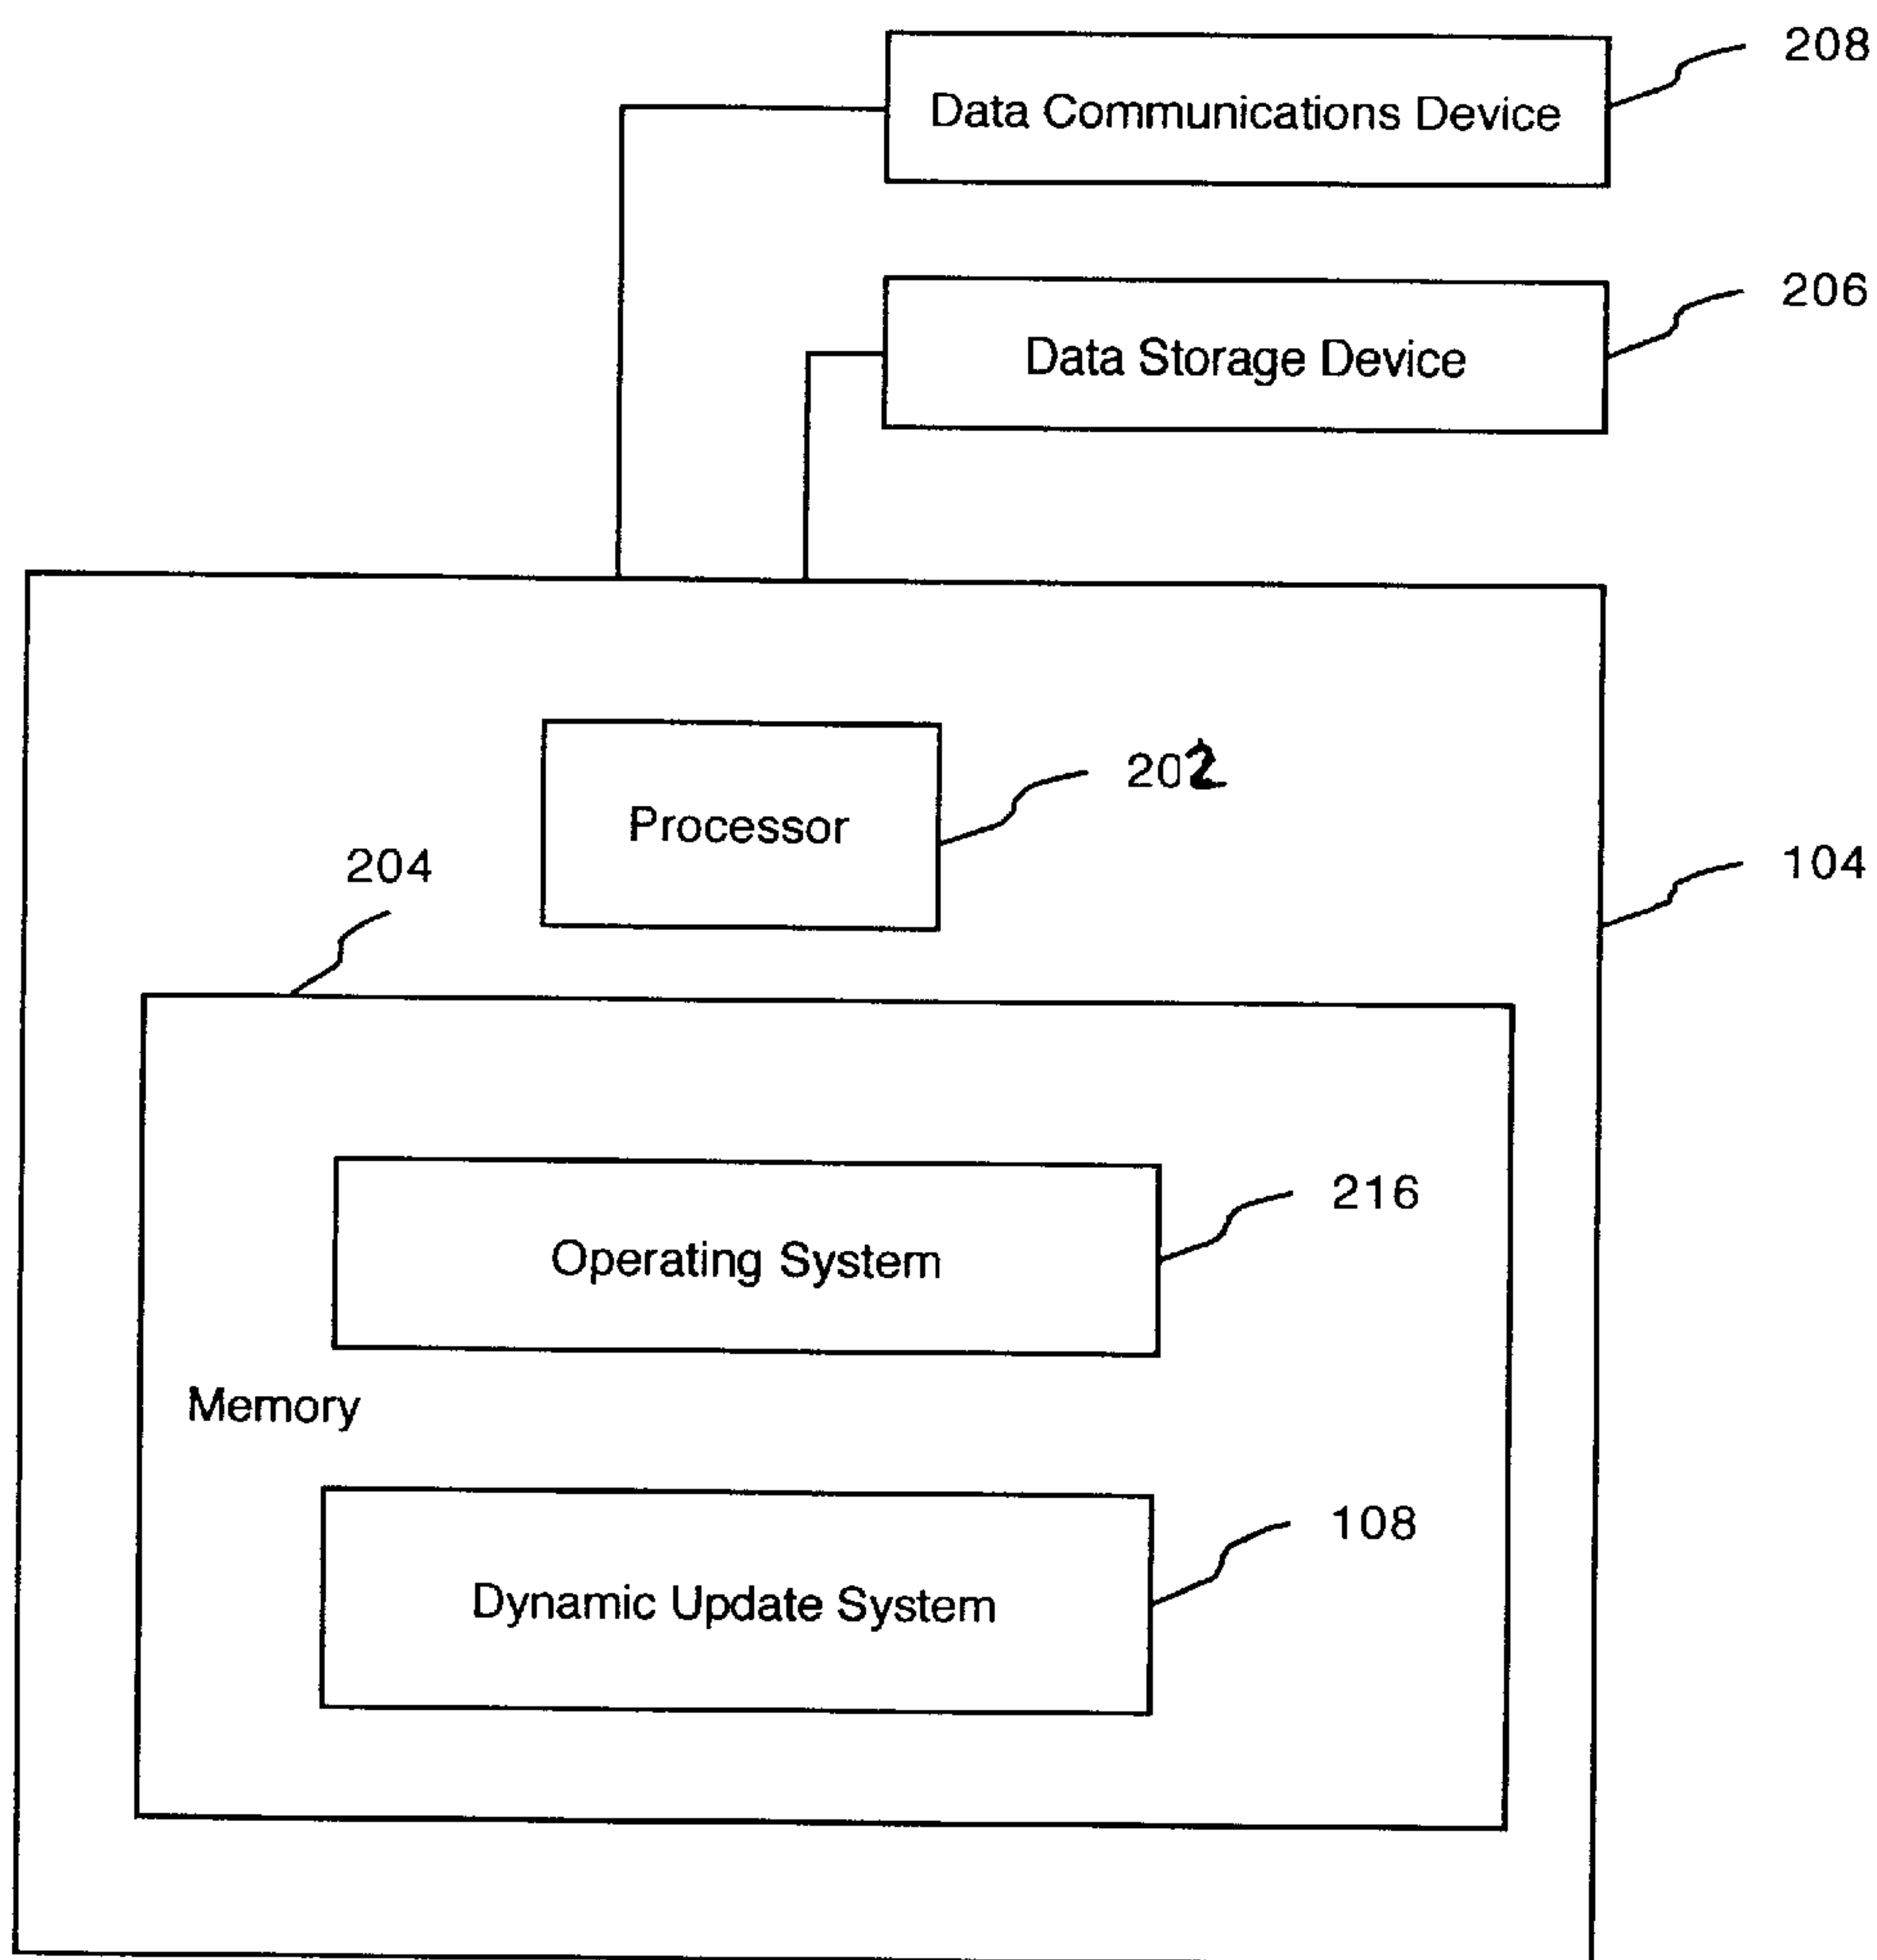 208
Data Communications Device
206
Data Storage Device
202
Processor
204
104
216
Operating System
Memory
108
Dynamic Update System